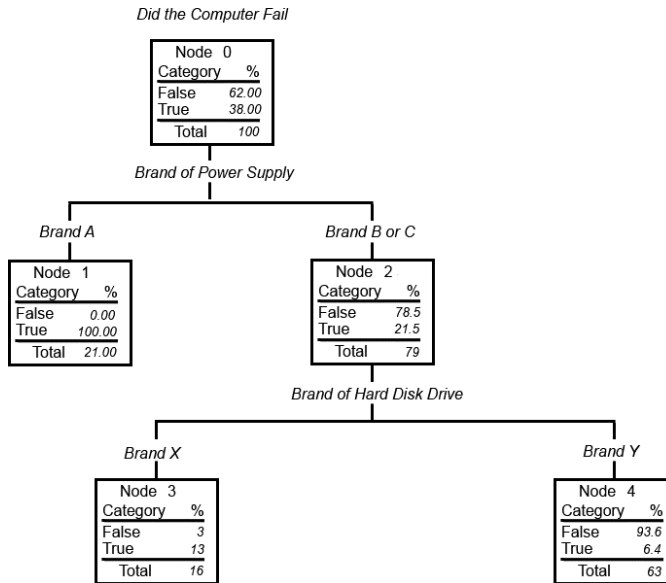 Did the Computer Fail
Node 0
Category %
False 62.00
True 38.00
Total 100
Brand of Power Supply
Brand A
Brand B or C
Node 1
Category %
False 0.00
True 100.00
Total 21.00
Node 2
Category %
False 78.5
True 21.5
Total 79
Brand of Hard Disk Drive
Brand X
Brand Y
Node 3
Category %
False 3
True 13
Total 16
Node 4
Category %
False 93.6
True 6.4
Total 63